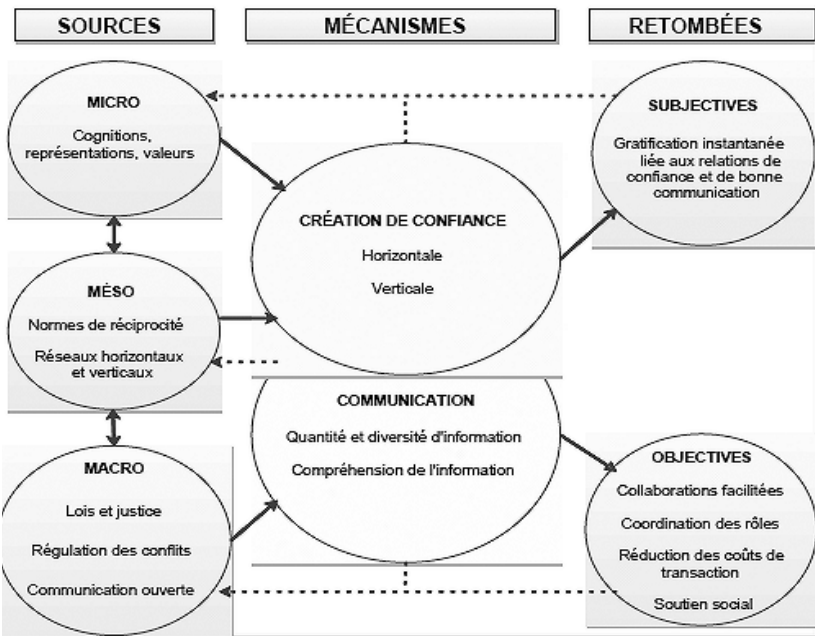 SOURCES
MÉCANISMES
RETOMBÉES
MICRO
Cognitions,
représentations, valeurs
MÉSO
Normes de réciprocité
Réseaux horizontaux
et verticaux
MACRO
Lois et justice
Régulation des conflits
Communication ouverte
CRÉATION DE CONFIANCE
Horizontale
Verticale
COMMUNICATION
Quantité et diversité d'information
Compréhension de l'information
SUBJECTIVES
Gratification instantanée
liée aux relations de
confiance et de bonne
communication
OBJECTIVES
Collaborations facilitées
Coordination des rôles
Réduction des coûts de
transaction
Soutien social